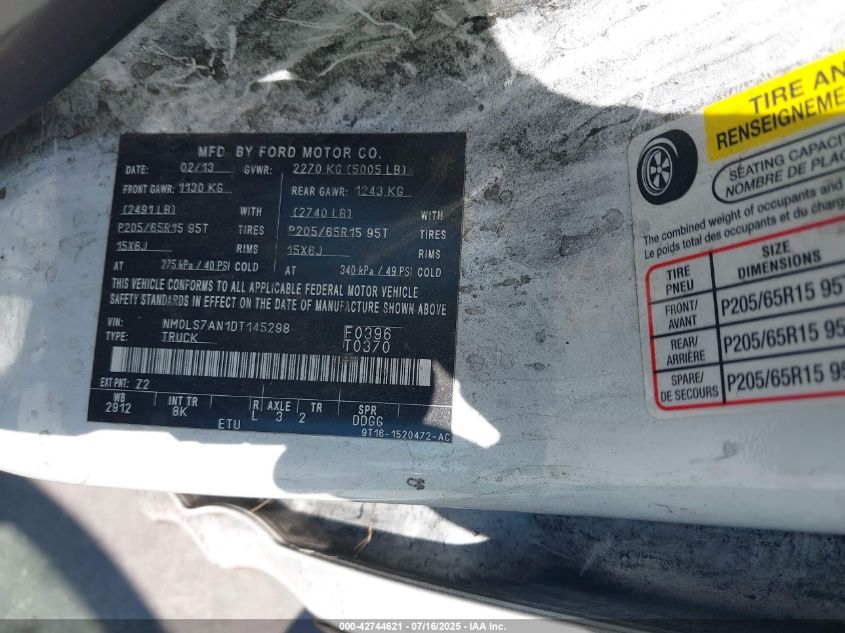 MFD BY FORD MOTOR CO.
DATE: 02/13 GVWR: 2270 KG (5005 LB)
FRONT GAWR: 1130 KG REAR GAWR: 1243 KG
(2491 LB) WITH (2740 LB) WITH
P205/65R15 95T TIRES P205/65R15 95T TIRES
15X6J RIMS 15X6J RIMS
AT 275 kPa / 40 PSI COLD AT 340 kPa / 49 PSI COLD
THIS VEHICLE CONFORMS TO ALL APPLICABLE FEDERAL MOTOR VEHICLE
SAFETY STANDARDS IN EFFECT ON THE DATE OF MANUFACTURE SHOWN ABOVE
VIN: NM0LS7AN1DT145298 F0396
TYPE: TRUCK T0370
EXT PNT: Z2
WB INT TR R AXLE TR SPR
2912 8K L 3 2 DDGG
ETU 9T16-1520472-AC
TIRE AN
RENSEIGNEME
SEATING CAPACIT
NOMBRE DE PLAC
The combined weight of occupants and
Le poids total des occupants et du charge
TIRE SIZE
PNEU DIMENSIONS
FRONT/
AVANT P205/65R15 95
REAR/
ARRIÈRE P205/65R15 95
SPARE/
DE SECOURS P205/65R15 95
000-42744621 - 07/16/2025 - IAA Inc.